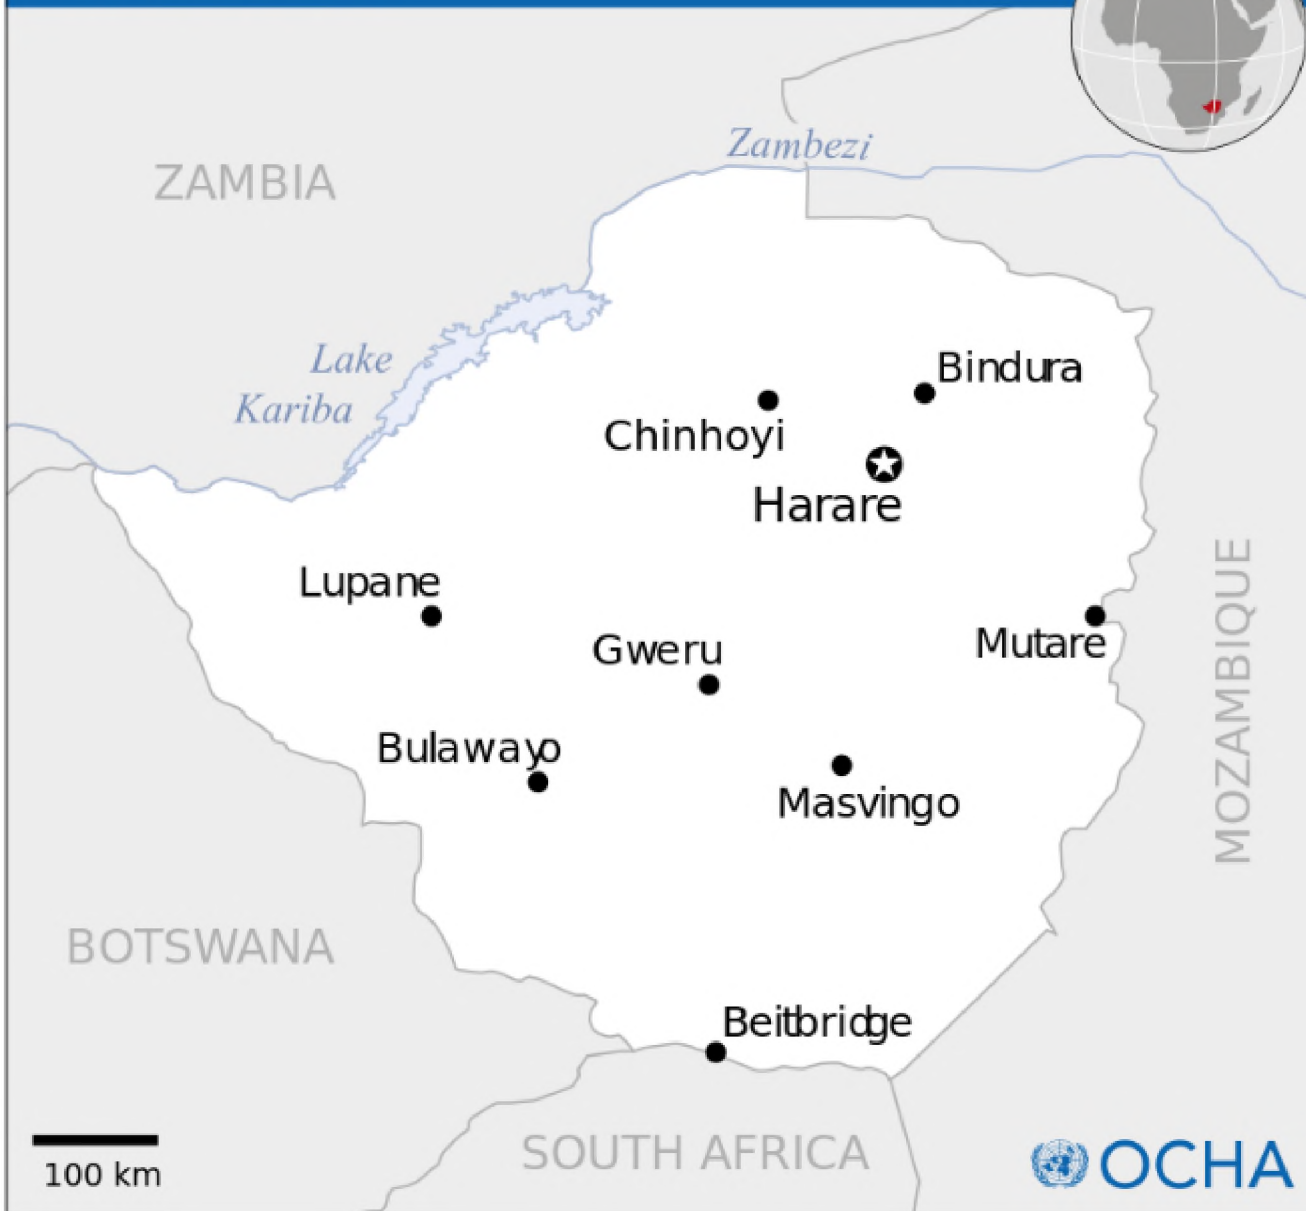 Zambezi
ZAMBIA
Lake
Kariba
Bindura
Chinhoyi
Harare
Lupane
Gweru
Mutare
MOZAMBIQUE
Bulawayo
Masvingo
BOTSWANA
Beitbridge
SOUTH AFRICA
100 km
OCHA